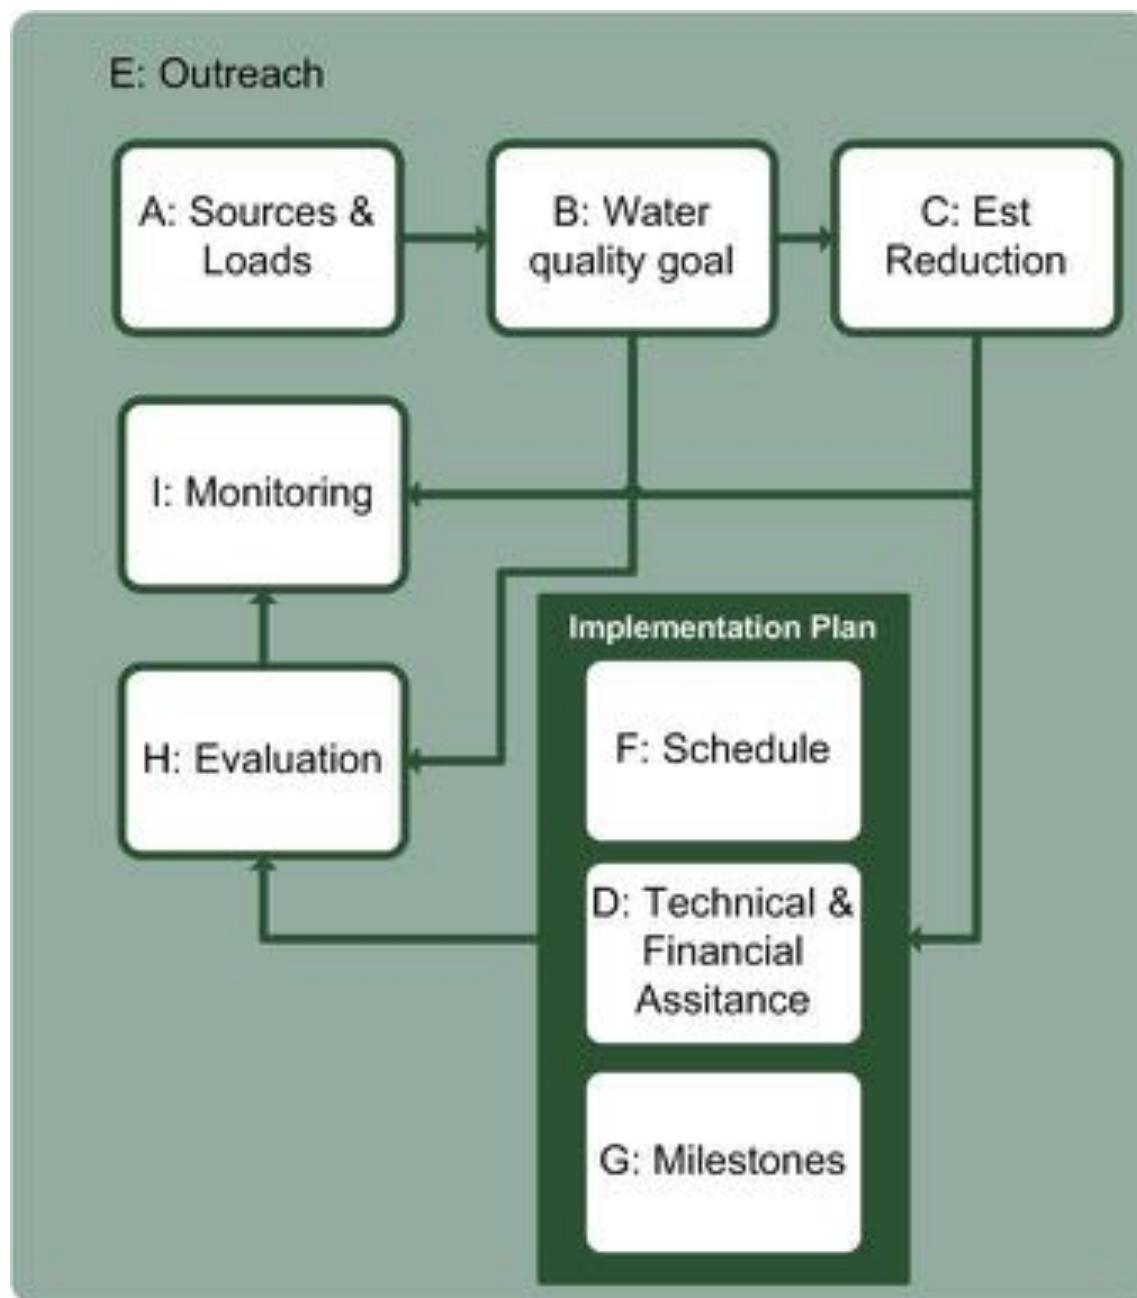 E: Outreach
A: Sources &
Loads
B: Water
quality goal
C: Est
Reduction
I: Monitoring
H: Evaluation
Implementation Plan
F: Schedule
D: Technical &
Financial
Assitance
G: Milestones